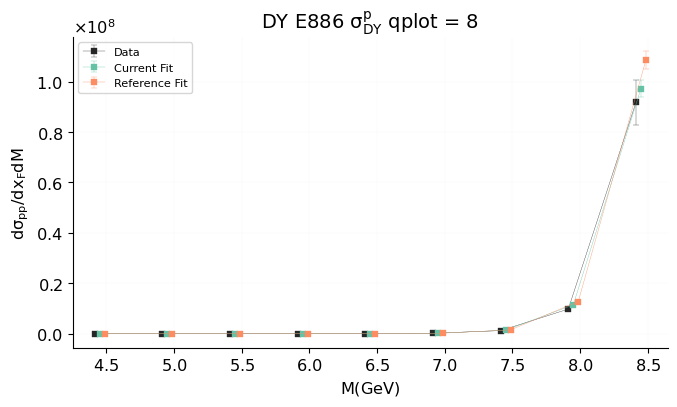 DY E886 σ^p_DY qplot = 8
×10^8
Data
Current Fit
Reference Fit
1.0
0.8
0.6
0.4
0.2
0.0
dσ_pp/dx_FdM
4.5 5.0 5.5 6.0 6.5 7.0 7.5 8.0 8.5
M(GeV)